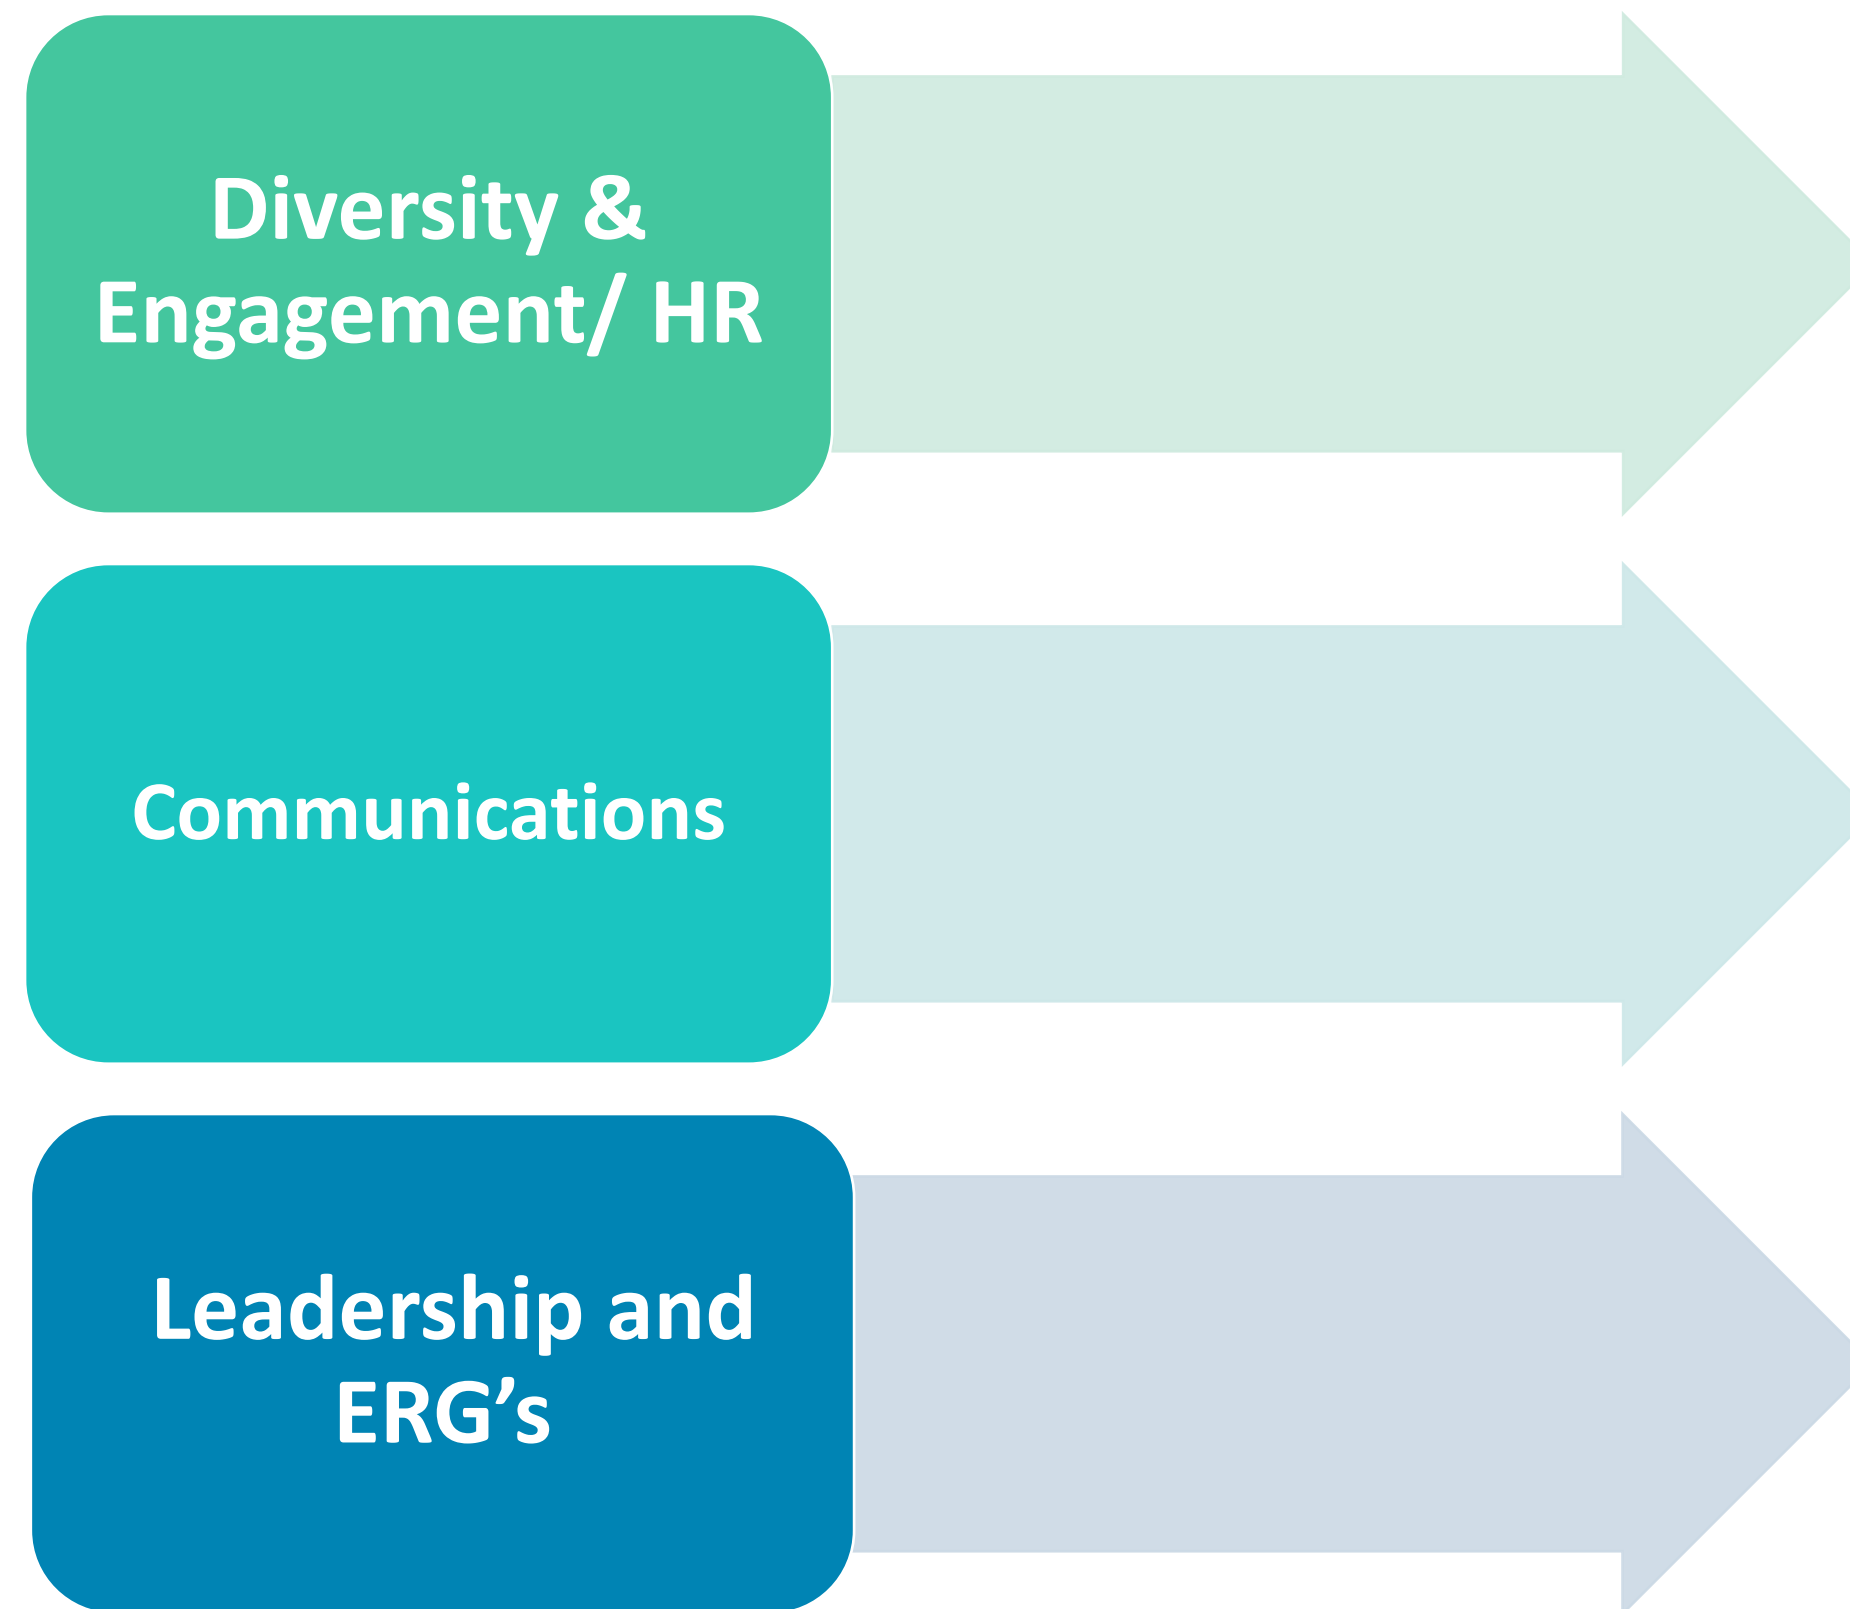 Diversity &
Engagement/ HR
Communications
Leadership and
ERG’s